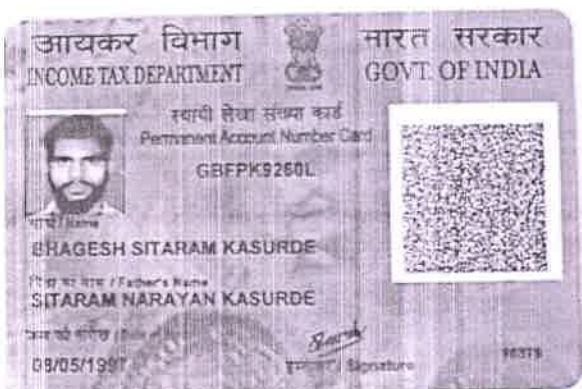 आयकर विभाग
INCOME TAX DEPARTMENT
भारत सरकार
GOVT. OF INDIA
स्थायी लेखा संख्या कार्ड
Permanent Account Number Card
GBFPK9260L
/ Name
BHAGESH SITARAM KASURDE
पिता का नाम / Father's Name
SITARAM NARAYAN KASURDE
08/05/1997
/ Signature